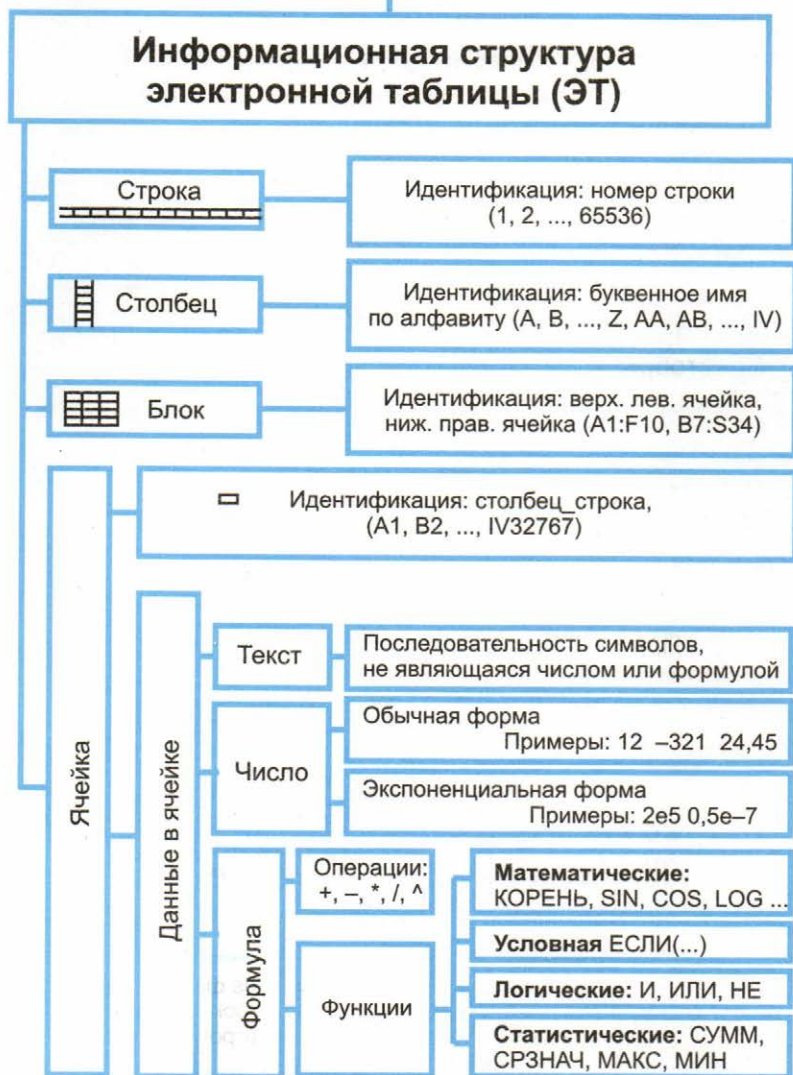 Информационная структура
электронной таблицы (ЭТ)
Строка
Идентификация: номер строки
(1, 2, ..., 65536)
Столбец
Идентификация: буквенное имя
по алфавиту (A, B, ..., Z, AA, AB, ..., IV)
Блок
Идентификация: верх. лев. ячейка,
ниж. прав. ячейка (A1:F10, B7:S34)
Ячейка
Идентификация: столбец_строка,
(A1, B2, ..., IV32767)
Данные в ячейке
Текст
Последовательность символов,
не являющаяся числом или формулой
Число
Обычная форма
Примеры: 12 –321 24,45
Экспоненциальная форма
Примеры: 2e5 0,5e–7
Формула
Операции:
+, –, *, /, ^
Функции
Математические:
КОРЕНЬ, SIN, COS, LOG ...
Условная ЕСЛИ(...)
Логические: И, ИЛИ, НЕ
Статистические: СУММ,
СРЗНАЧ, МАКС, МИН